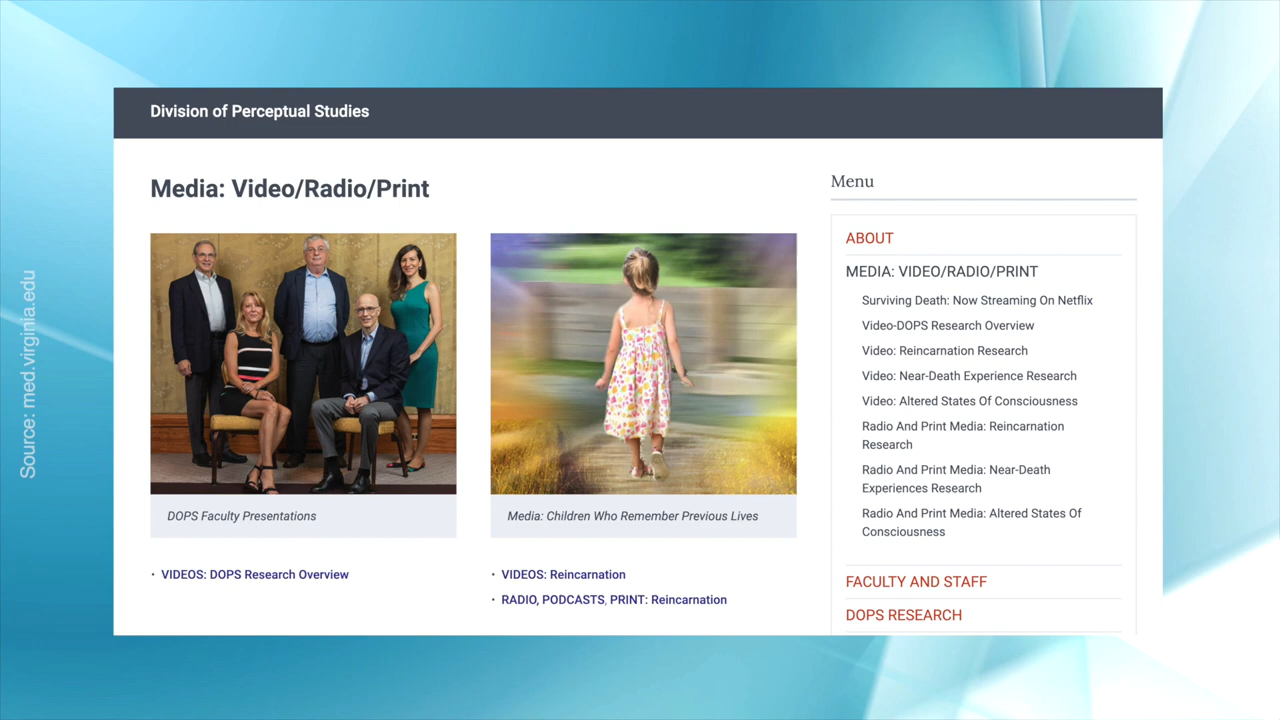 Division of Perceptual Studies
Media: Video/Radio/Print
DOPS Faculty Presentations
• VIDEOS: DOPS Research Overview
Media: Children Who Remember Previous Lives
• VIDEOS: Reincarnation
• RADIO, PODCASTS, PRINT: Reincarnation
Menu
ABOUT
MEDIA: VIDEO/RADIO/PRINT
Surviving Death: Now Streaming On Netflix
Video-DOPS Research Overview
Video: Reincarnation Research
Video: Near-Death Experience Research
Video: Altered States Of Consciousness
Radio And Print Media: Reincarnation
Research
Radio And Print Media: Near-Death
Experiences Research
Radio And Print Media: Altered States Of
Consciousness
FACULTY AND STAFF
DOPS RESEARCH
Source: med.virginia.edu